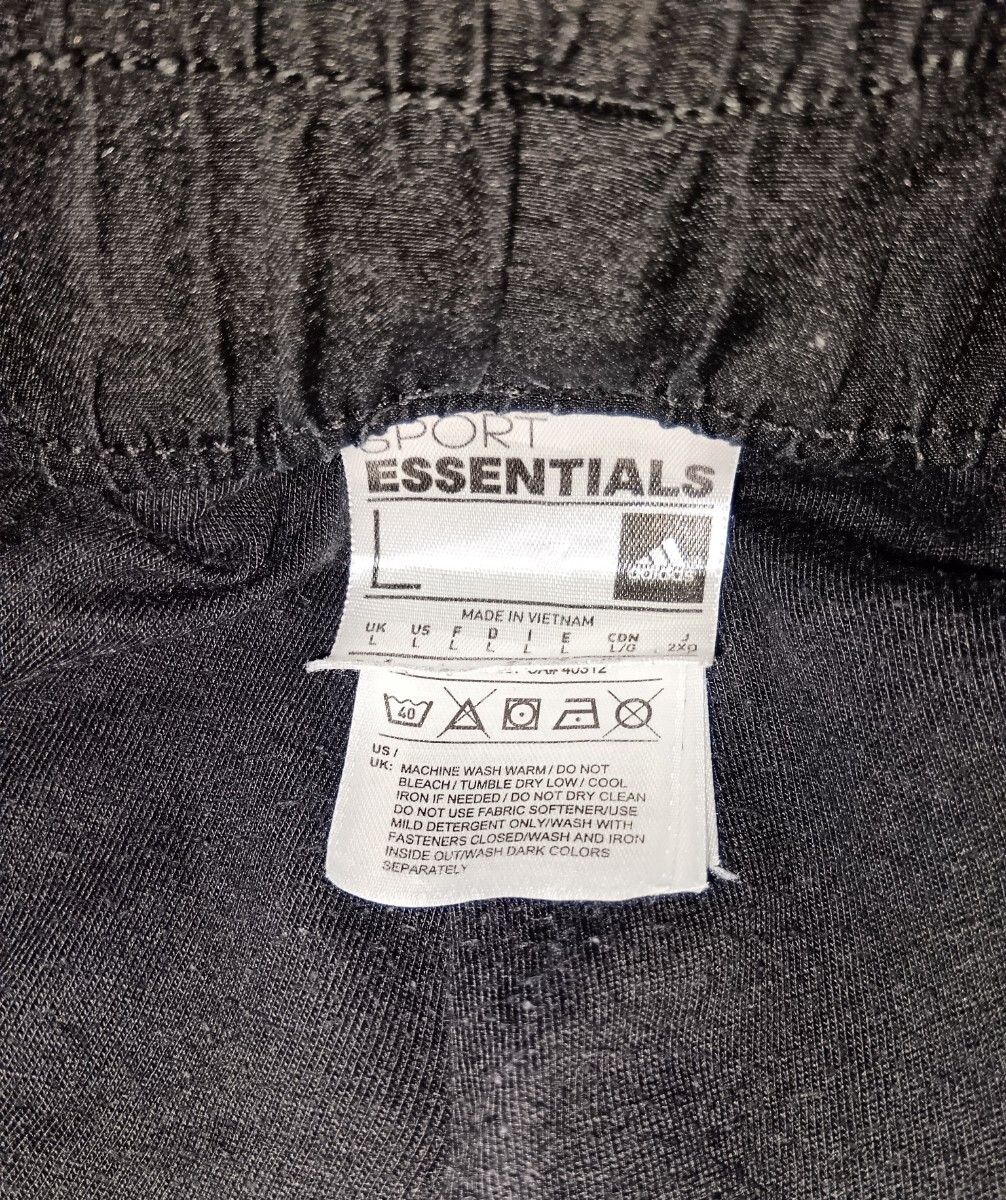 SPORT
ESSENTIALS
L
adidas
MADE IN VIETNAM
UK US F D I E CDN J
L L L L L L L/G 2XO
40
US /
UK: MACHINE WASH WARM / DO NOT
BLEACH / TUMBLE DRY LOW / COOL
IRON IF NEEDED / DO NOT DRY CLEAN
DO NOT USE FABRIC SOFTENER/USE
MILD DETERGENT ONLY/WASH WITH
FASTENERS CLOSED/WASH AND IRON
INSIDE OUT/WASH DARK COLORS
SEPARATELY